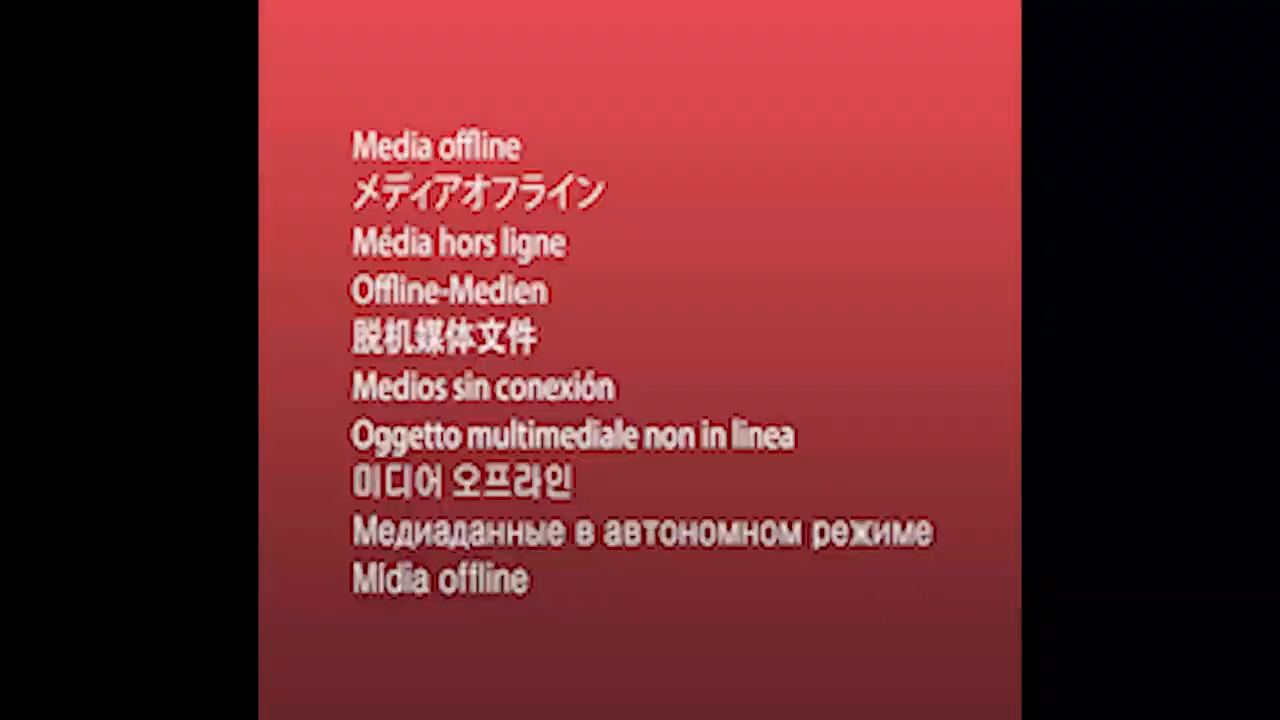 Media offline
メディアオフライン
Média hors ligne
Offline-Medien
脱机媒体文件
Medios sin conexión
Oggetto multimediale non in linea
미디어 오프라인
Медиаданные в автономном режиме
Mídia offline